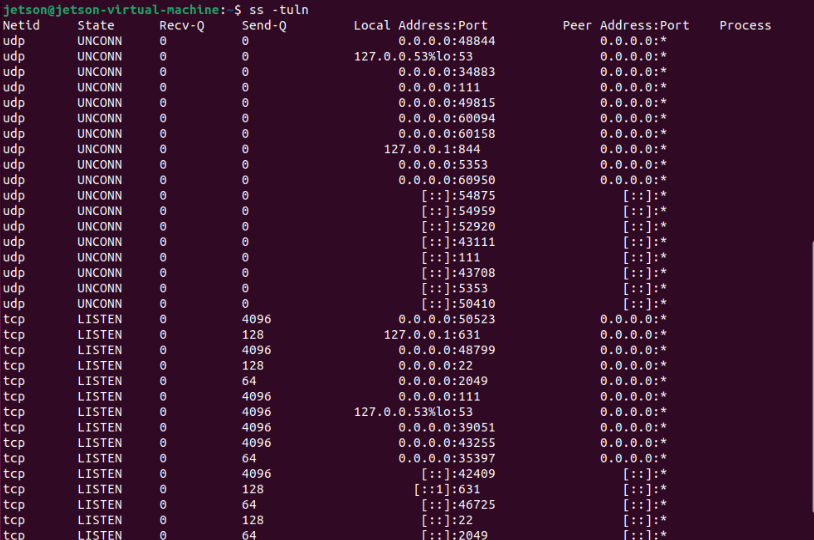 jetson@jetson-virtual-machine:~$ ss -tuln
Netid State Recv-Q Send-Q Local Address:Port Peer Address:Port Process
udp UNCONN 0 0 0.0.0.0:48844 0.0.0.0:*
udp UNCONN 0 0 127.0.0.53%lo:53 0.0.0.0:*
udp UNCONN 0 0 0.0.0.0:34883 0.0.0.0:*
udp UNCONN 0 0 0.0.0.0:111 0.0.0.0:*
udp UNCONN 0 0 0.0.0.0:49815 0.0.0.0:*
udp UNCONN 0 0 0.0.0.0:60094 0.0.0.0:*
udp UNCONN 0 0 0.0.0.0:60158 0.0.0.0:*
udp UNCONN 0 0 127.0.0.1:844 0.0.0.0:*
udp UNCONN 0 0 0.0.0.0:5353 0.0.0.0:*
udp UNCONN 0 0 0.0.0.0:60950 0.0.0.0:*
udp UNCONN 0 0 [::]:54875 [::]:*
udp UNCONN 0 0 [::]:54959 [::]:*
udp UNCONN 0 0 [::]:52920 [::]:*
udp UNCONN 0 0 [::]:43111 [::]:*
udp UNCONN 0 0 [::]:111 [::]:*
udp UNCONN 0 0 [::]:43708 [::]:*
udp UNCONN 0 0 [::]:5353 [::]:*
udp UNCONN 0 0 [::]:50410 [::]:*
tcp LISTEN 0 4096 0.0.0.0:50523 0.0.0.0:*
tcp LISTEN 0 128 127.0.0.1:631 0.0.0.0:*
tcp LISTEN 0 4096 0.0.0.0:48799 0.0.0.0:*
tcp LISTEN 0 128 0.0.0.0:22 0.0.0.0:*
tcp LISTEN 0 64 0.0.0.0:2049 0.0.0.0:*
tcp LISTEN 0 4096 0.0.0.0:111 0.0.0.0:*
tcp LISTEN 0 4096 127.0.0.53%lo:53 0.0.0.0:*
tcp LISTEN 0 4096 0.0.0.0:39051 0.0.0.0:*
tcp LISTEN 0 4096 0.0.0.0:43255 0.0.0.0:*
tcp LISTEN 0 64 0.0.0.0:35397 0.0.0.0:*
tcp LISTEN 0 4096 [::]:42409 [::]:*
tcp LISTEN 0 128 [::1]:631 [::]:*
tcp LISTEN 0 64 [::]:46725 [::]:*
tcp LISTEN 0 128 [::]:22 [::]:*
tcp LISTEN 0 64 [::]:2049 [::]:*